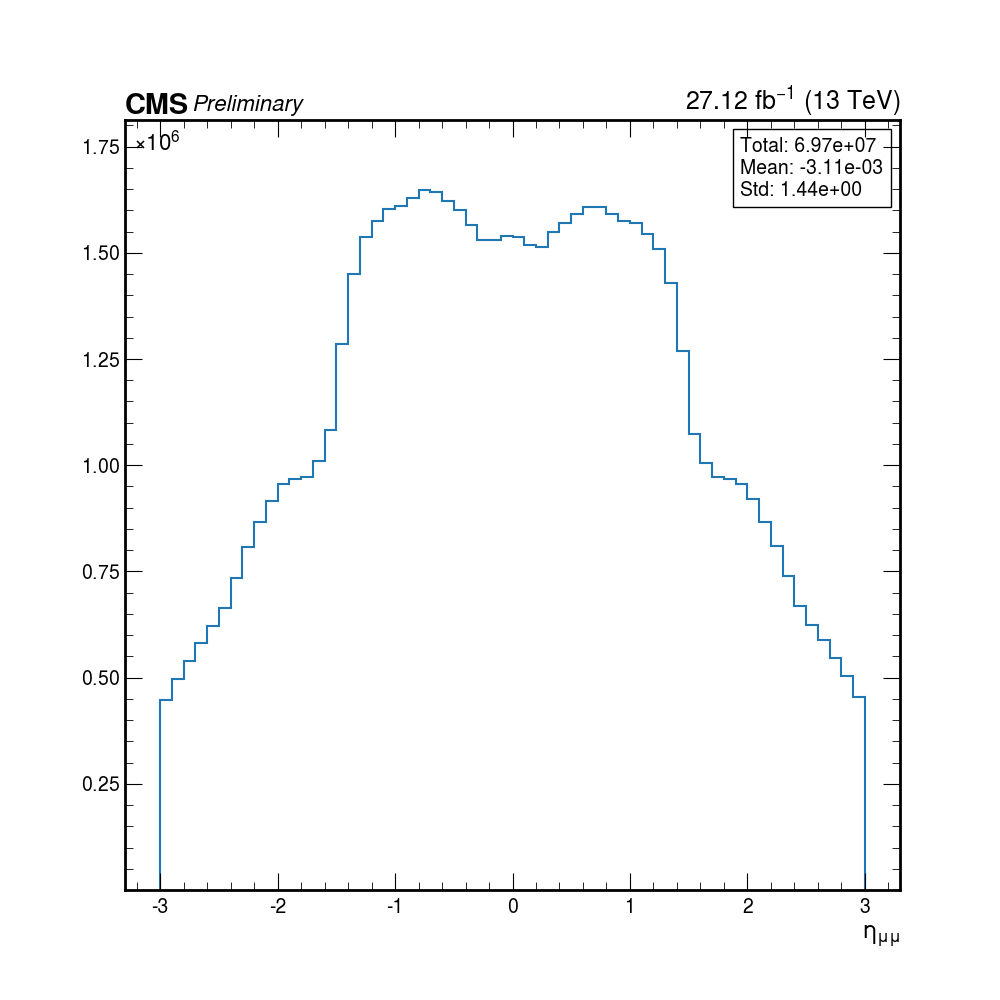 CMS Preliminary
27.12 fb⁻¹ (13 TeV)
×10⁶
Total: 6.97e+07
Mean: -3.11e-03
Std: 1.44e+00
1.75
1.50
1.25
1.00
0.75
0.50
0.25
-3 -2 -1 0 1 2 3
ημμ